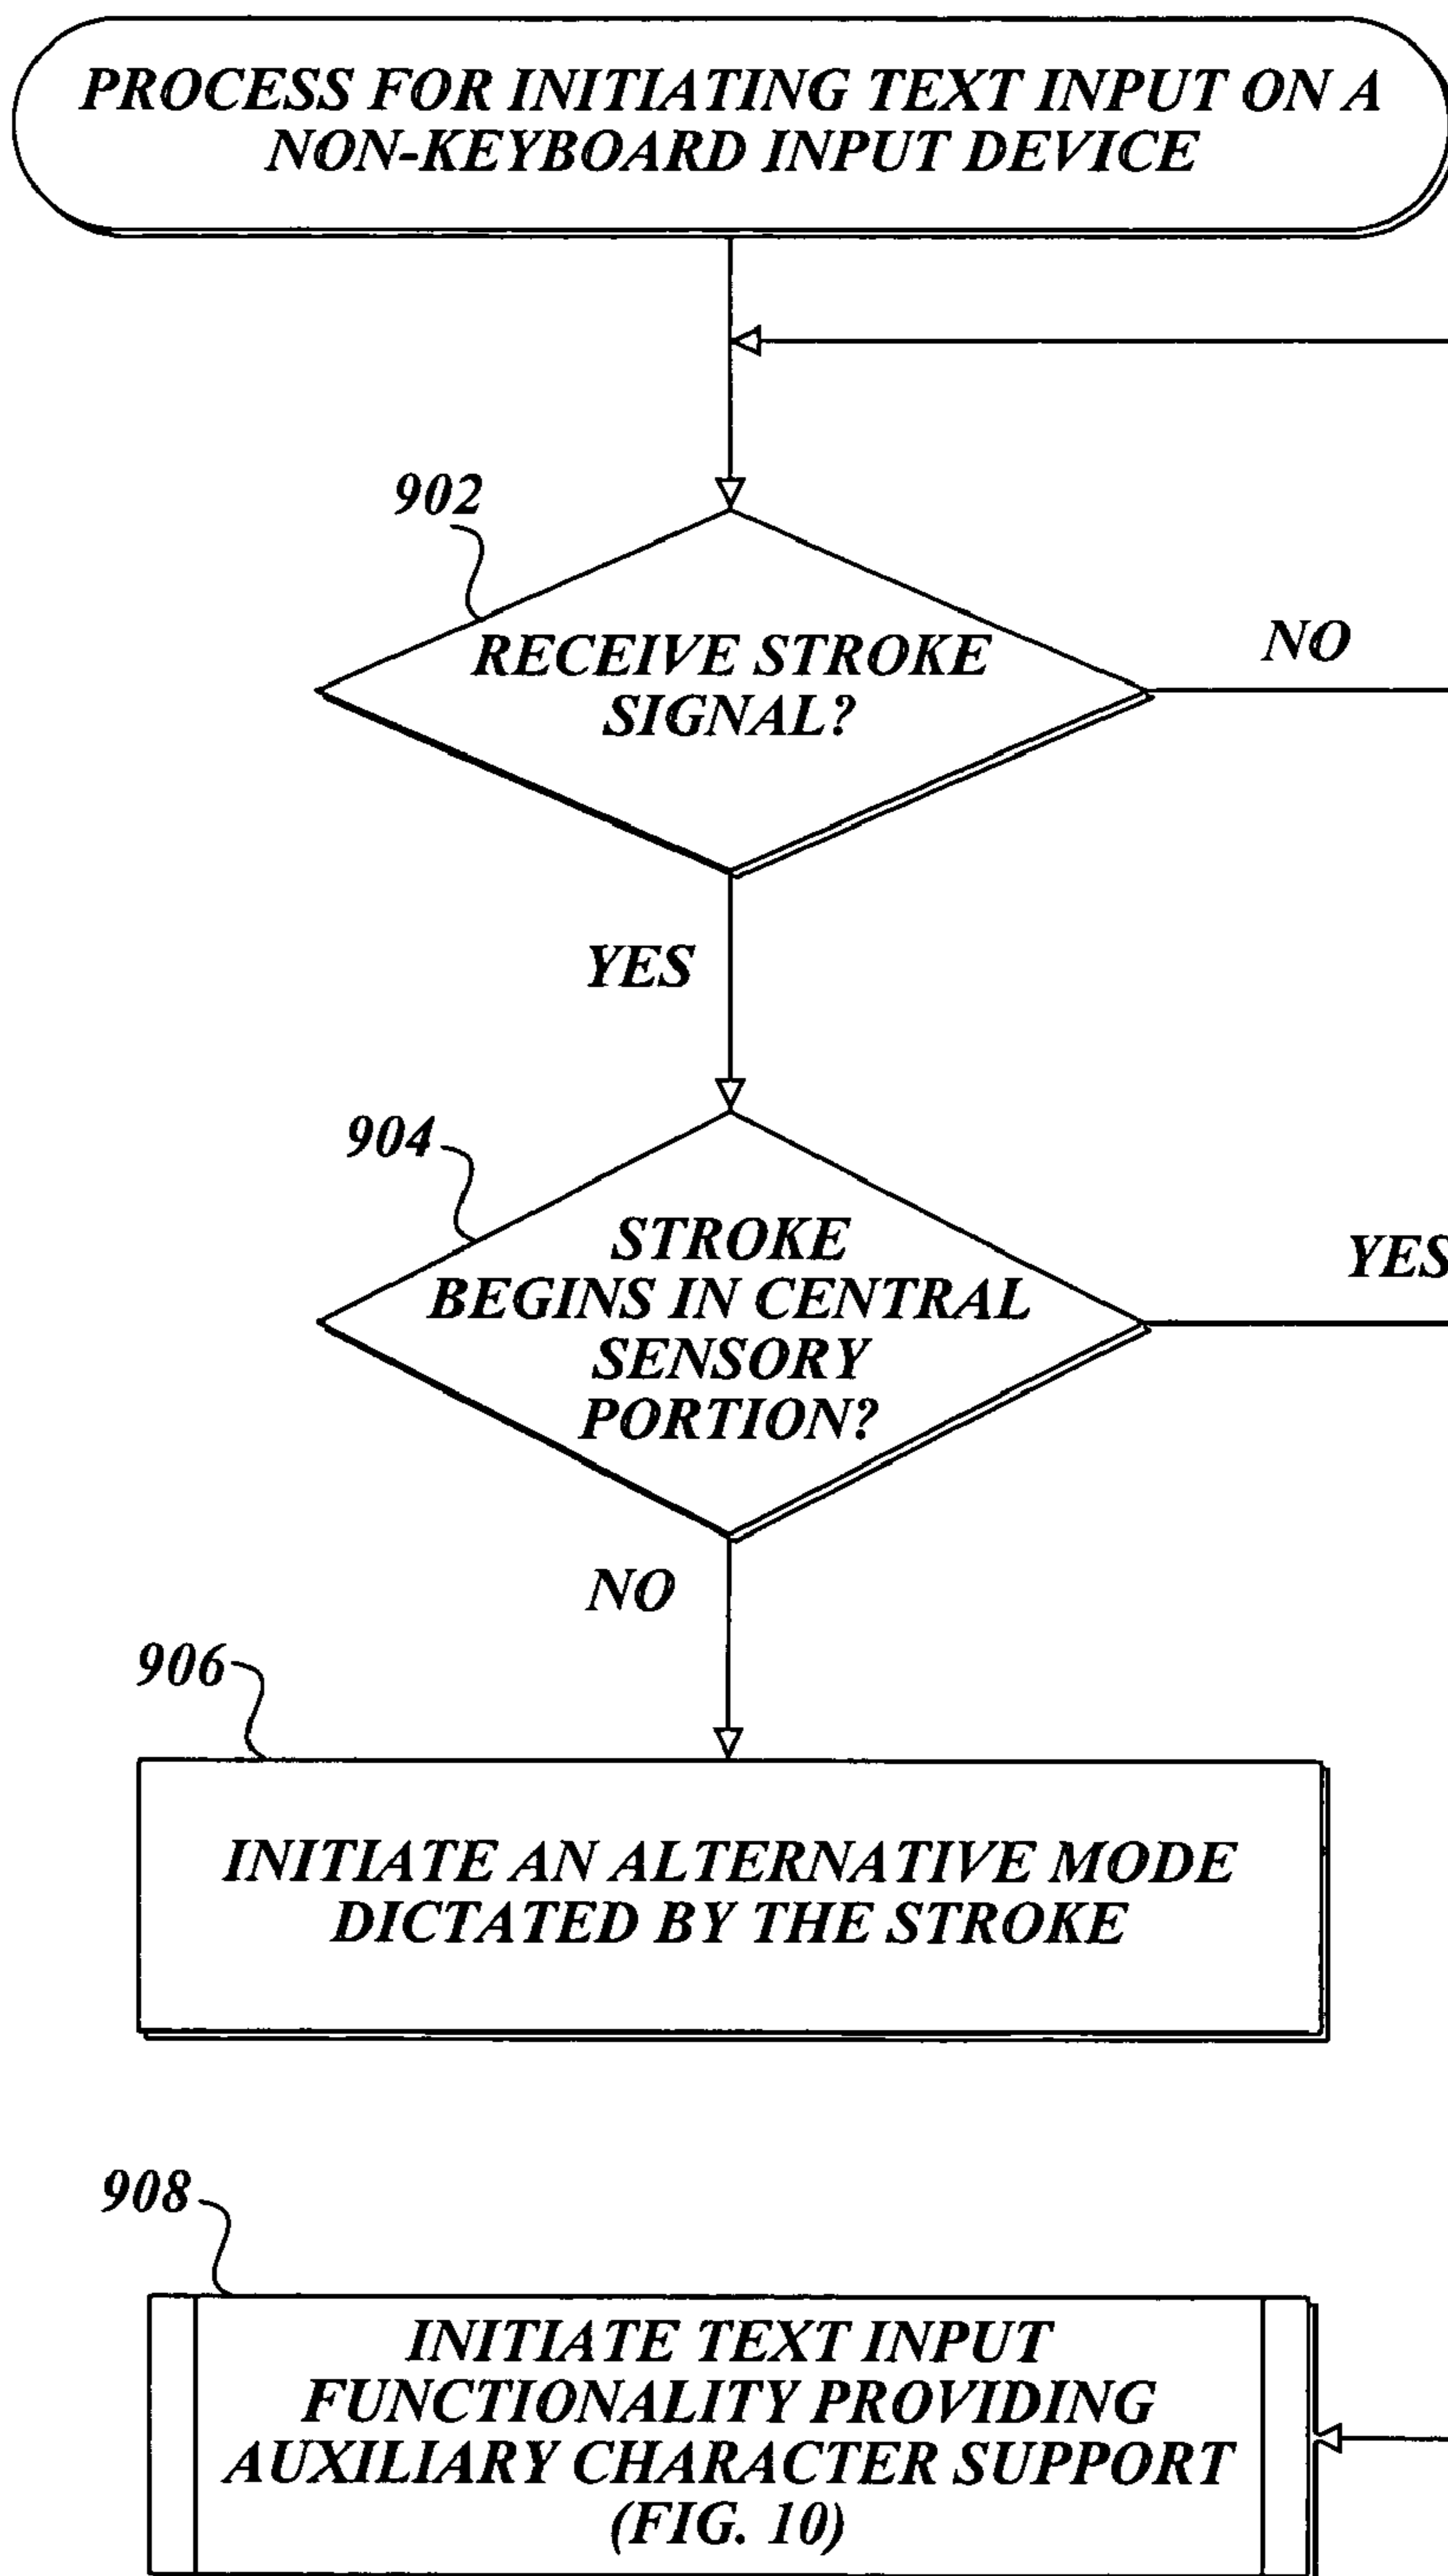 PROCESS FOR INITIATING TEXT INPUT ON A
NON-KEYBOARD INPUT DEVICE
902
RECEIVE STROKE
SIGNAL?
NO
YES
904
STROKE
BEGINS IN CENTRAL
SENSORY
PORTION?
YES
NO
906
INITIATE AN ALTERNATIVE MODE
DICTATED BY THE STROKE
908
INITIATE TEXT INPUT
FUNCTIONALITY PROVIDING
AUXILIARY CHARACTER SUPPORT
(FIG. 10)